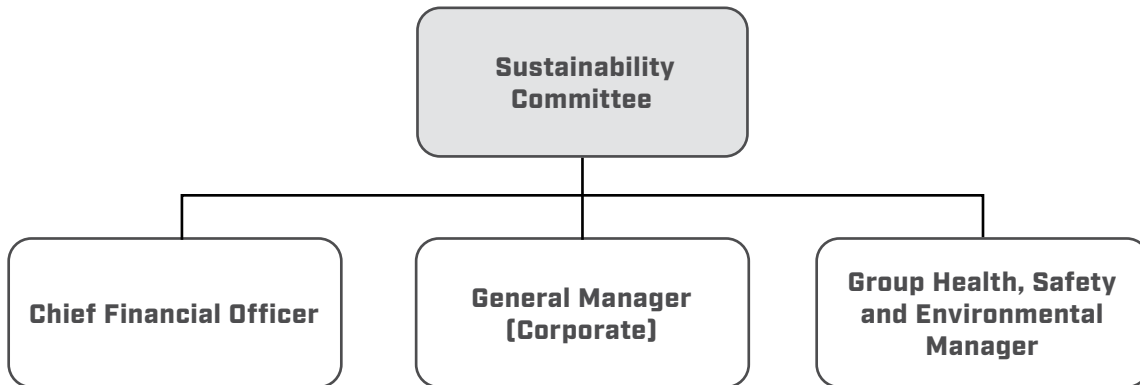 Sustainability
Committee
Chief Financial Officer
General Manager
(Corporate)
Group Health, Safety
and Environmental
Manager